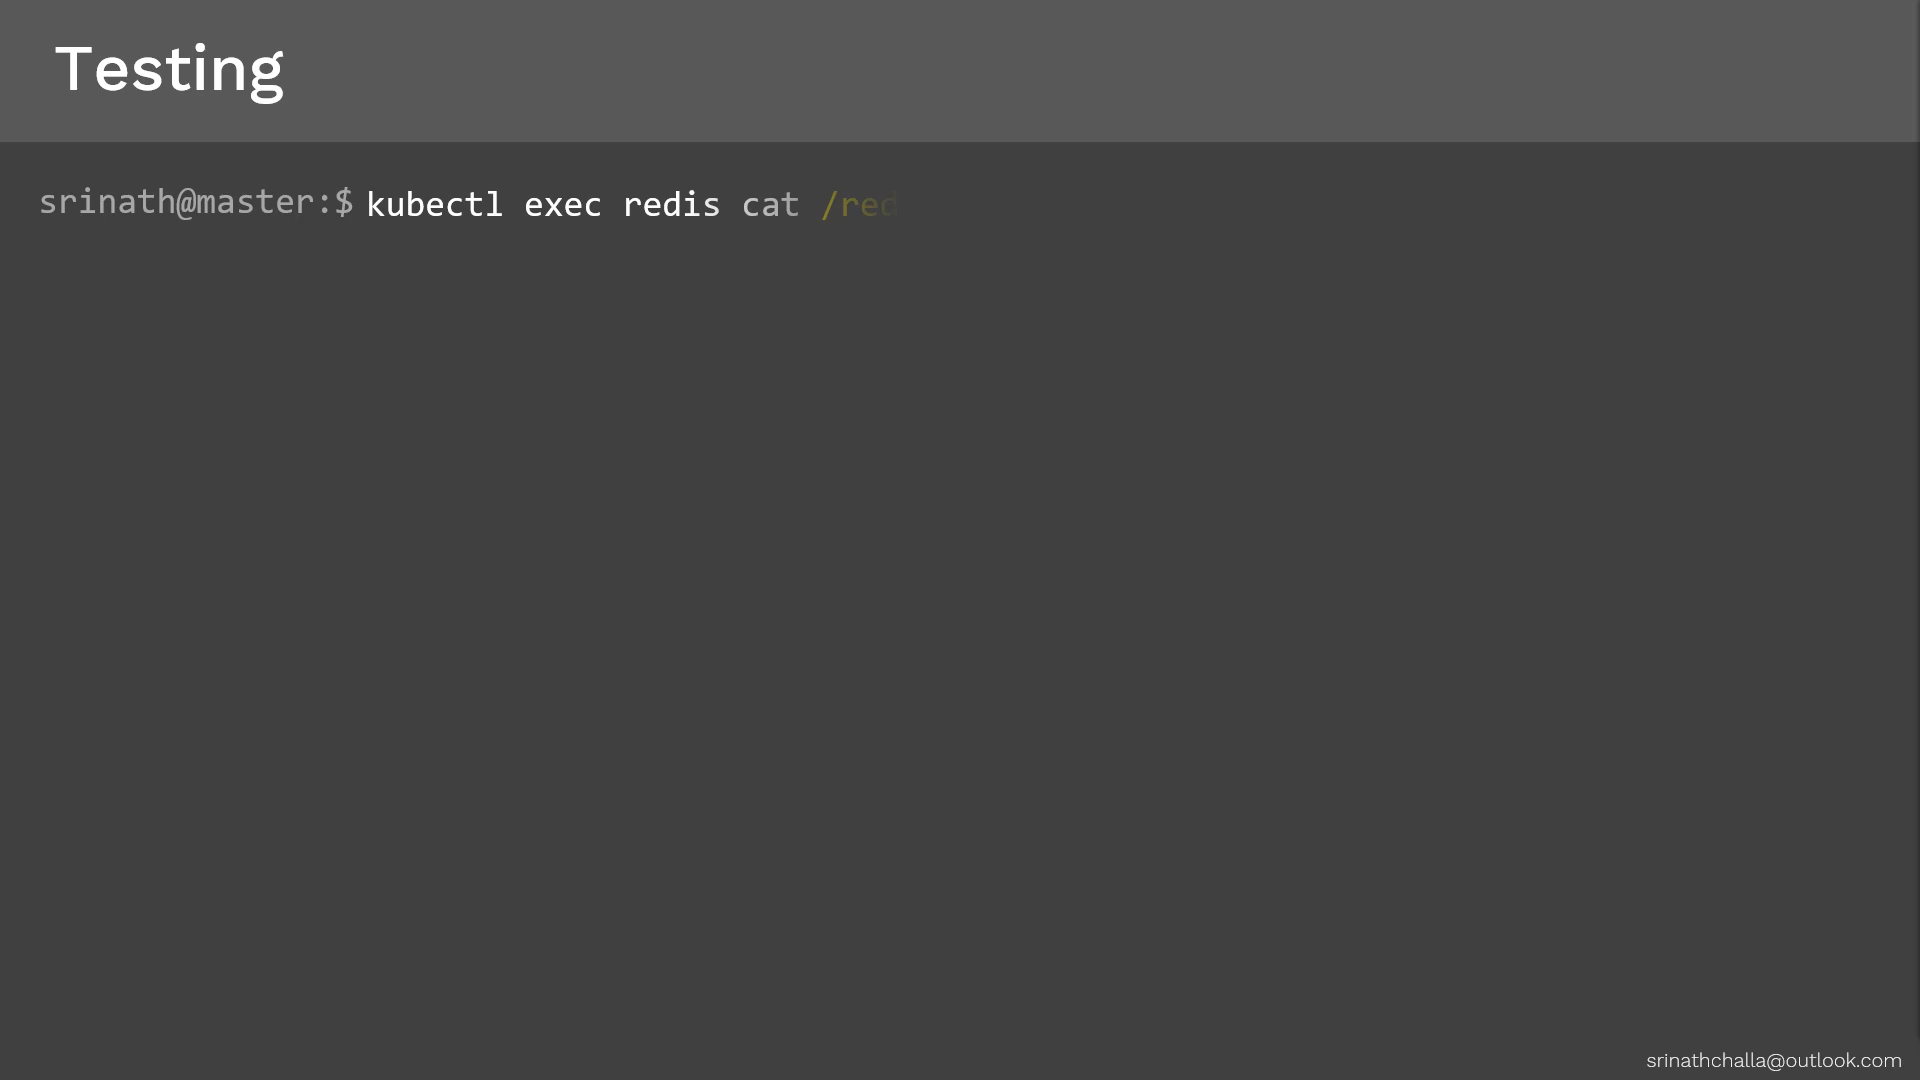 Testing
srinath@master:$ kubectl exec redis cat /red
srinathchalla@outlook.com